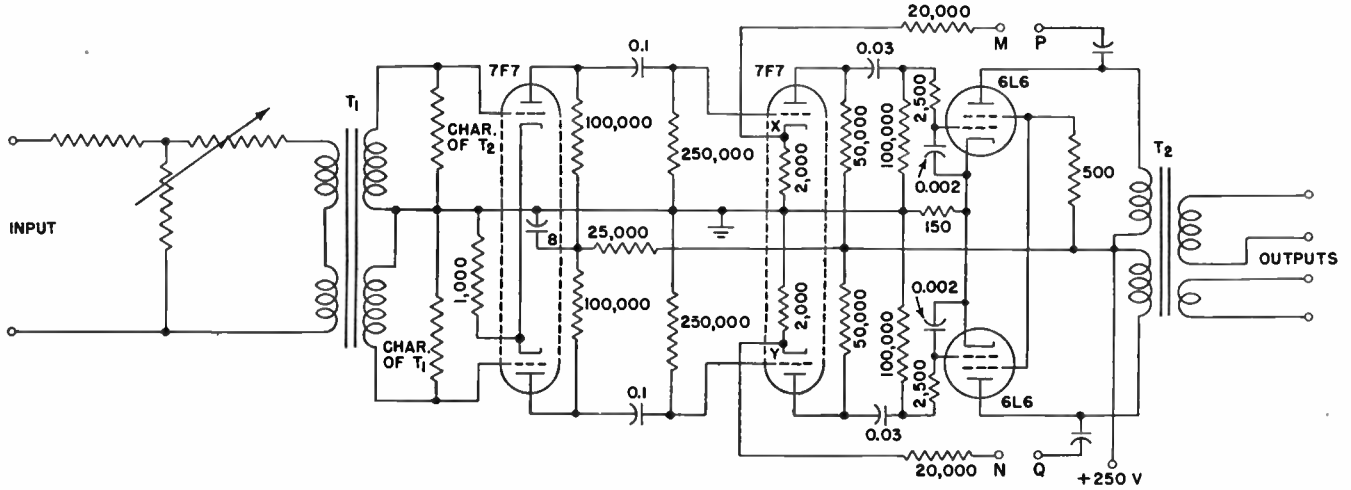 20,000
M P
0.1
0.03
7F7
7F7
6L6
T1
2,500
CHAR.
OF T2
100,000
X
T2
250,000
2,000
50,000
100,000
500
0.002
INPUT
150
8
25,000
OUTPUTS
1,000
0.002
100,000
2,000
50,000
250,000
100,000
CHAR.
OF T1
Y
2,500
0.1
6L6
0.03
N Q
20,000
+250 V